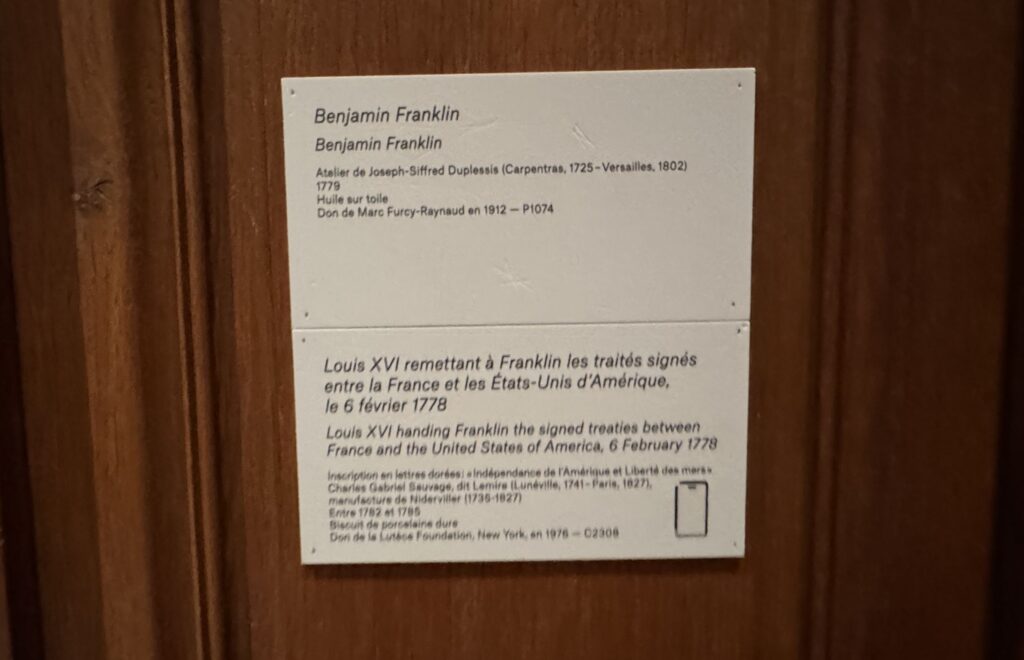 Benjamin Franklin
Benjamin Franklin
Atelier de Joseph-Siffred Duplessis (Carpentras, 1725 – Versailles, 1802)
1779
Huile sur toile
Don de Marc Furcy-Raynaud en 1912 — P1074
Louis XVI remettant à Franklin les traités signés
entre la France et les États-Unis d'Amérique,
le 6 février 1778
Louis XVI handing Franklin the signed treaties between
France and the United States of America, 6 February 1778
Inscription en lettres dorées: «Indépendance de l'Amérique et Liberté des mers»
Charles Gabriel Sauvage, dit Lemire (Lunéville, 1741 - Paris, 1827),
manufacture de Niderviller (1735-1827)
Entre 1782 et 1785
Biscuit de porcelaine dure
Don de la Lutèce Foundation, New York, en 1976 — C2308